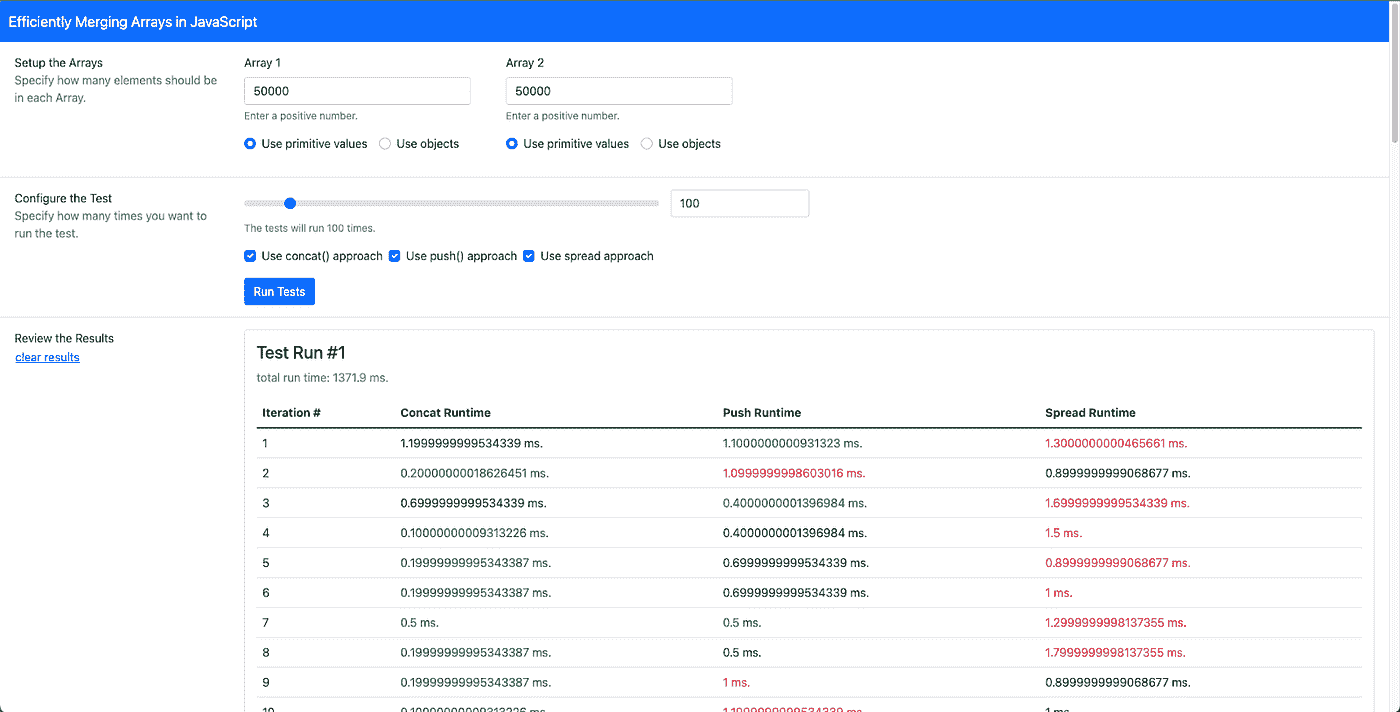 Efficiently Merging Arrays in JavaScript
Setup the Arrays
Specify how many elements should be
in each Array.
Array 1
Array 2
50000
50000
Enter a positive number.
Enter a positive number.
Use primitive values Use objects
Use primitive values Use objects
Configure the Test
Specify how many times you want to
run the test.
100
The tests will run 100 times.
Use concat() approach Use push() approach Use spread approach
Run Tests
Review the Results
clear results
Test Run #1
total run time: 1371.9 ms.
Iteration # Concat Runtime Push Runtime Spread Runtime
1 1.1999999999534339 ms. 1.1000000000931323 ms. 1.3000000000465661 ms.
2 0.20000000018626451 ms. 1.0999999998603016 ms. 0.8999999999068677 ms.
3 0.6999999999534339 ms. 0.4000000001396984 ms. 1.6999999999534339 ms.
4 0.10000000009313226 ms. 0.4000000001396984 ms. 1.5 ms.
5 0.19999999995343387 ms. 0.6999999999534339 ms. 0.8999999999068677 ms.
6 0.19999999995343387 ms. 0.6999999999534339 ms. 1 ms.
7 0.5 ms. 0.5 ms. 1.2999999998137355 ms.
8 0.19999999995343387 ms. 0.5 ms. 1.7999999998137355 ms.
9 0.19999999995343387 ms. 1 ms. 0.8999999999068677 ms.
10 0.10000000009313226 ms. 1 ms.